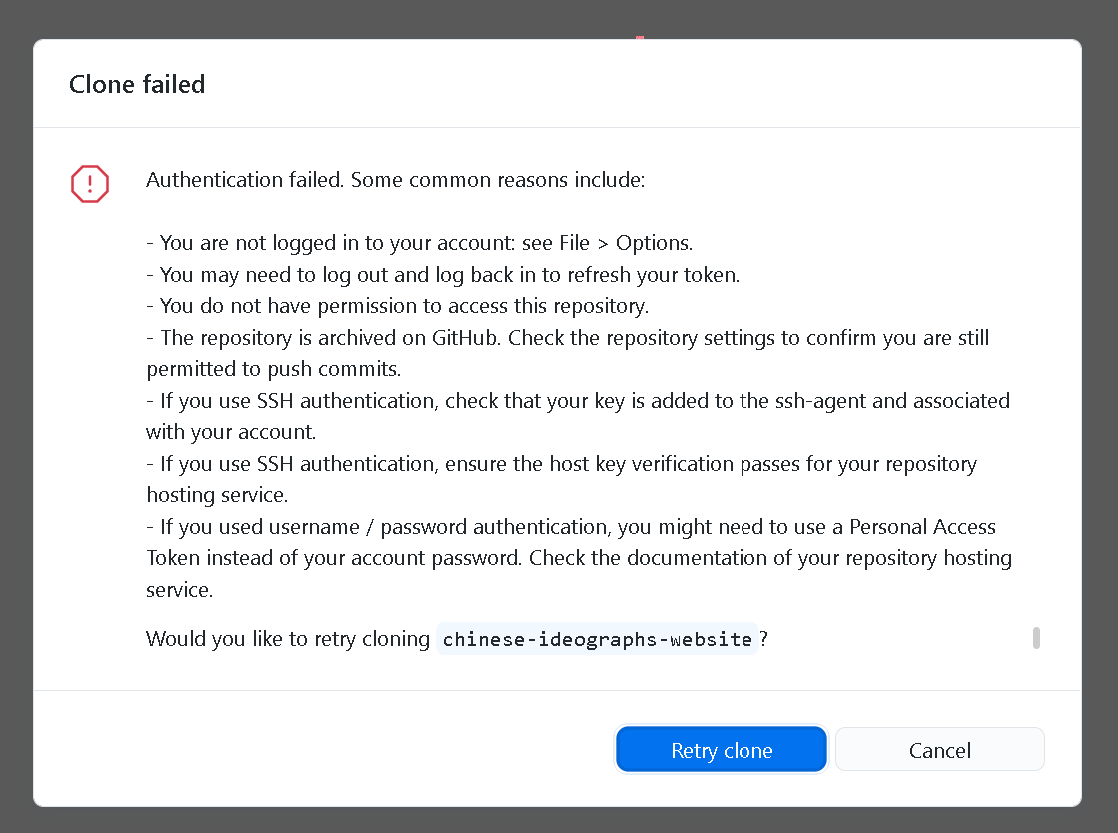 Clone failed
Authentication failed. Some common reasons include:
- You are not logged in to your account: see File > Options.
- You may need to log out and log back in to refresh your token.
- You do not have permission to access this repository.
- The repository is archived on GitHub. Check the repository settings to confirm you are still
permitted to push commits.
- If you use SSH authentication, check that your key is added to the ssh-agent and associated
with your account.
- If you use SSH authentication, ensure the host key verification passes for your repository
hosting service.
- If you used username / password authentication, you might need to use a Personal Access
Token instead of your account password. Check the documentation of your repository hosting
service.
Would you like to retry cloning chinese-ideographs-website?
Retry clone
Cancel